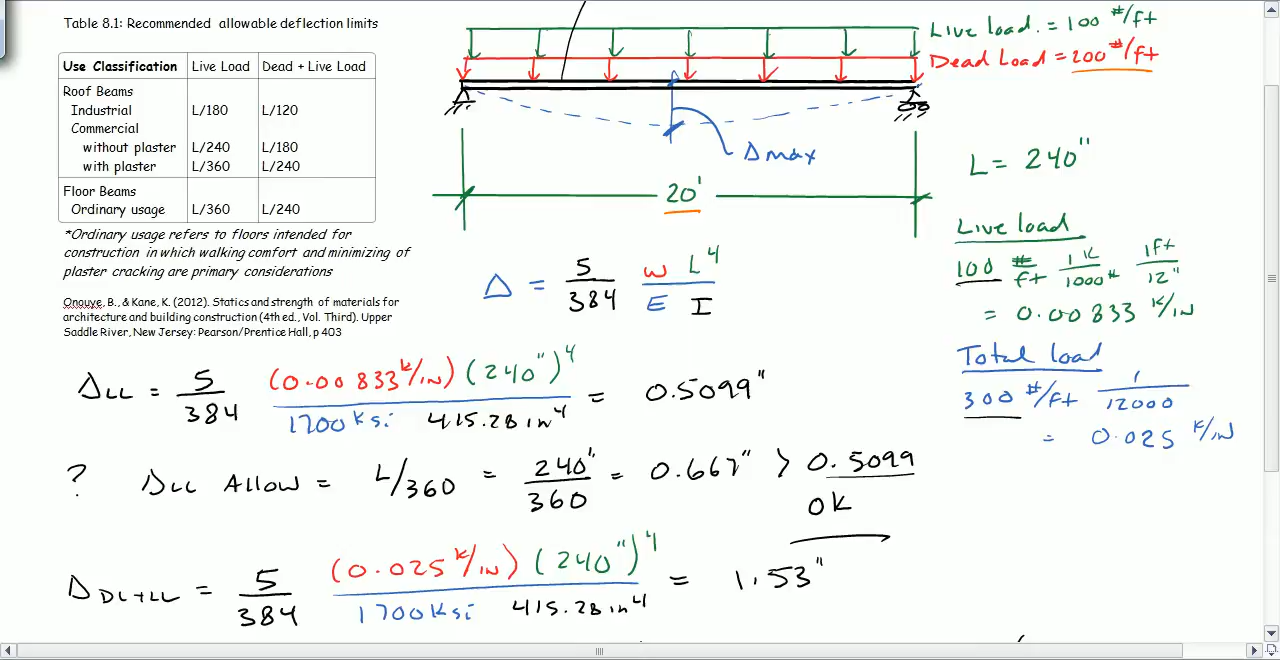 Table 8.1: Recommended allowable deflection limits
Use Classification Live Load Dead + Live Load
Roof Beams
Industrial L/180 L/120
Commercial
without plaster L/240 L/180
with plaster L/360 L/240
Floor Beams
Ordinary usage L/360 L/240
*Ordinary usage refers to floors intended for
construction in which walking comfort and minimizing of
plaster cracking are primary considerations
Onouye, B., & Kane, K. (2012). Statics and strength of materials for
architecture and building construction (4th ed., Vol. Third). Upper
Saddle River, New Jersey: Pearson/Prentice Hall, p 403
Live load. = 100 #/ft
Dead Load = 200 #/ft
Δmax
20'
L = 240"
Δ = 5/384 w L⁴ / E I
Live load
100 #/ft 1K/1000# 1ft/12"
= 0.00833 K/IN
Total load
300 #/ft 1/12000
= 0.025 K/IN
ΔLL = 5/384 (0.00833 K/IN) (240")⁴ / 1700 Ksi 415.28 in⁴ = 0.5099"
? ΔLL ALLOW = L/360 = 240"/360 = 0.667" > 0.5099
OK
ΔDL+LL = 5/384 (0.025 K/IN) (240")⁴ / 1700 Ksi 415.28 in⁴ = 1.53"